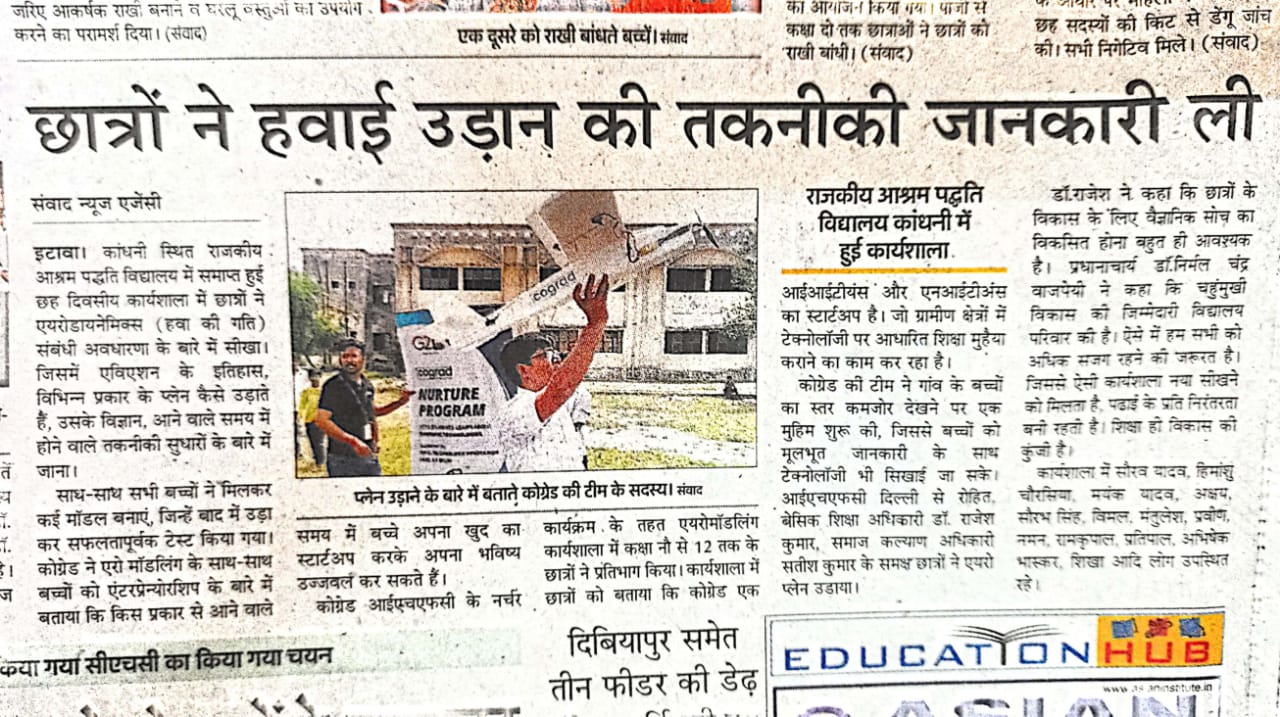 जरिए आकर्षक राखी बनाने व घरेलू वस्तुओं का उपयोग
करने का परामर्श दिया। (संवाद)
एक दूसरे को राखी बांधते बच्चें। संवाद
का आयोजन किया गया।
कक्षा दो तक छात्राओं ने छात्रों को
राखी बांधी। (संवाद)
छह सदस्यों की किट से डेंगू जांच
की। सभी निगेटिव मिले। (संवाद)
छात्रों ने हवाई उड़ान की तकनीकी जानकारी ली
संवाद न्यूज एजेंसी
इटावा। कांधनी स्थित राजकीय
आश्रम पद्धति विद्यालय में समाप्त हुई
छह दिवसीय कार्यशाला में छात्रों ने
एयरोडायनेमिक्स (हवा की गति)
संबंधी अवधारणा के बारे में सीखा।
जिसमें एविएशन के इतिहास,
विभिन्न प्रकार के प्लेन कैसे उड़ाते
हैं, उसके विज्ञान, आने वाले समय में
होने वाले तकनीकी सुधारों के बारे में
जाना।
साथ-साथ सभी बच्चों ने मिलकर
कई मॉडल बनाएं, जिन्हें बाद में उड़ा
कर सफलतापूर्वक टेस्ट किया गया।
कोग्रेड ने एरो मॉडलिंग के साथ-साथ
बच्चों को एंटरप्रेन्योरशिप के बारे में
बताया कि किस प्रकार से आने वाले
cograd
G2
cograd
NURTURE
PROGRAM
प्लेन उड़ाने के बारे में बताते कोग्रेड की टीम के सदस्य। संवाद
समय में बच्चे अपना खुद का
स्टार्टअप करके अपना भविष्य
उज्जवल कर सकते हैं।
कोग्रेड आईएचएफसी के नर्चर
कार्यक्रम के तहत एयरोमॉडलिंग
कार्यशाला में कक्षा नौ से 12 तक के
छात्रों ने प्रतिभाग किया। कार्यशाला में
छात्रों को बताया कि कोग्रेड एक
राजकीय आश्रम पद्धति
विद्यालय कांधनी में
हुई कार्यशाला
आईआईटीयंस और एनआईटीअंस
का स्टार्टअप है। जो ग्रामीण क्षेत्रों में
टेक्नोलॉजी पर आधारित शिक्षा मुहैया
कराने का काम कर रहा है।
कोग्रेड की टीम ने गांव के बच्चों
का स्तर कमजोर देखने पर एक
मुहिम शुरू की, जिससे बच्चों को
मूलभूत जानकारी के साथ
टेक्नोलॉजी भी सिखाई जा सके।
आईएचएफसी दिल्ली से रोहित,
बेसिक शिक्षा अधिकारी डॉ. राजेश
कुमार, समाज कल्याण अधिकारी
सतीश कुमार के समक्ष छात्रों ने एयरो
प्लेन उडाया।
डॉ.राजेश ने कहा कि छात्रों के
विकास के लिए वैज्ञानिक सोच का
विकसित होना बहुत ही आवश्यक
है। प्रधानाचार्य डॉ.निर्मल चंद्र
वाजपेयी ने कहा कि चहुंमुखी
विकास की जिम्मेदारी विद्यालय
परिवार की है। ऐसे में हम सभी को
अधिक सजग रहने की जरूरत है।
जिससे ऐसी कार्यशाला नया सीखने
को मिलता है, पढाई के प्रति निरंतरता
बनी रहती है। शिक्षा ही विकास की
कुंजी है।
कार्यशाला में सौरव यादव, हिमांशु
चौरसिया, मयंक यादव, अक्षय,
सौरभ सिंह, विमल, मंतुलेश, प्रवीण,
नमन, रामकृपाल, प्रतिपाल, अभिषेक
भास्कर, शिखा आदि लोग उपस्थित
रहे।
किया गया सीएचसी का किया गया चयन
दिबियापुर समेत
तीन फीडर की डेढ़
EDUCATION HUB
www.asianinstitute.in
ASIAN